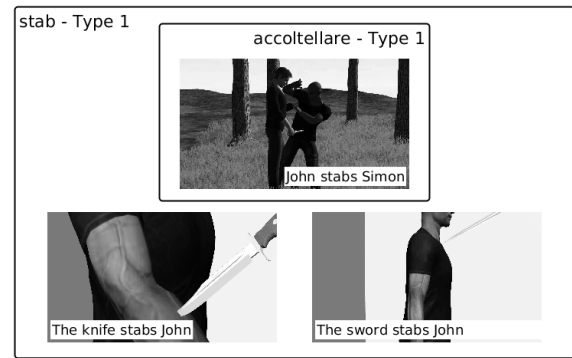 stab - Type 1
accoltellare - Type 1
John stabs Simon
The knife stabs John
The sword stabs John